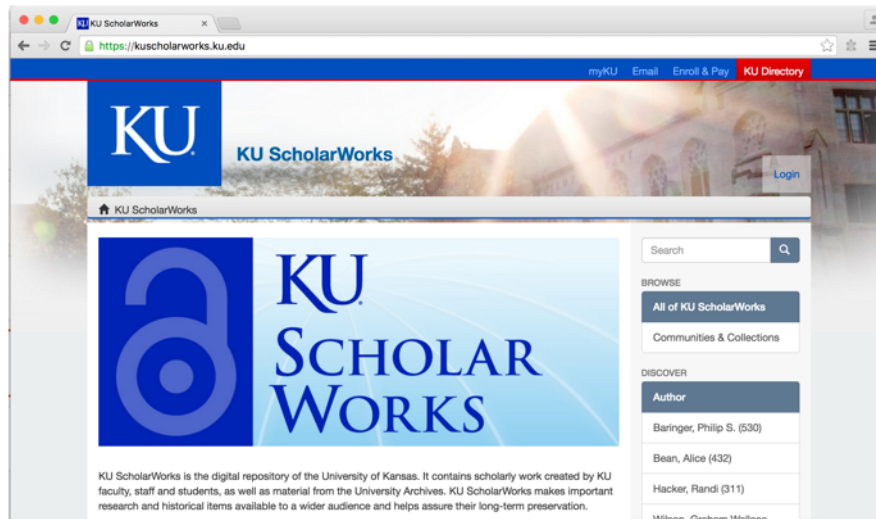 KU KU ScholarWorks
https://kuscholarworks.ku.edu
myKU Email Enroll & Pay KU Directory
KU
KU ScholarWorks
Login
KU ScholarWorks
KU
SCHOLAR
WORKS
KU ScholarWorks is the digital repository of the University of Kansas. It contains scholarly work created by KU
faculty, staff and students, as well as material from the University Archives. KU ScholarWorks makes important
research and historical items available to a wider audience and helps assure their long-term preservation.
Search
BROWSE
All of KU ScholarWorks
Communities & Collections
DISCOVER
Author
Baringer, Philip S. (530)
Bean, Alice (432)
Hacker, Randi (311)
Wilson, Graham Wallace